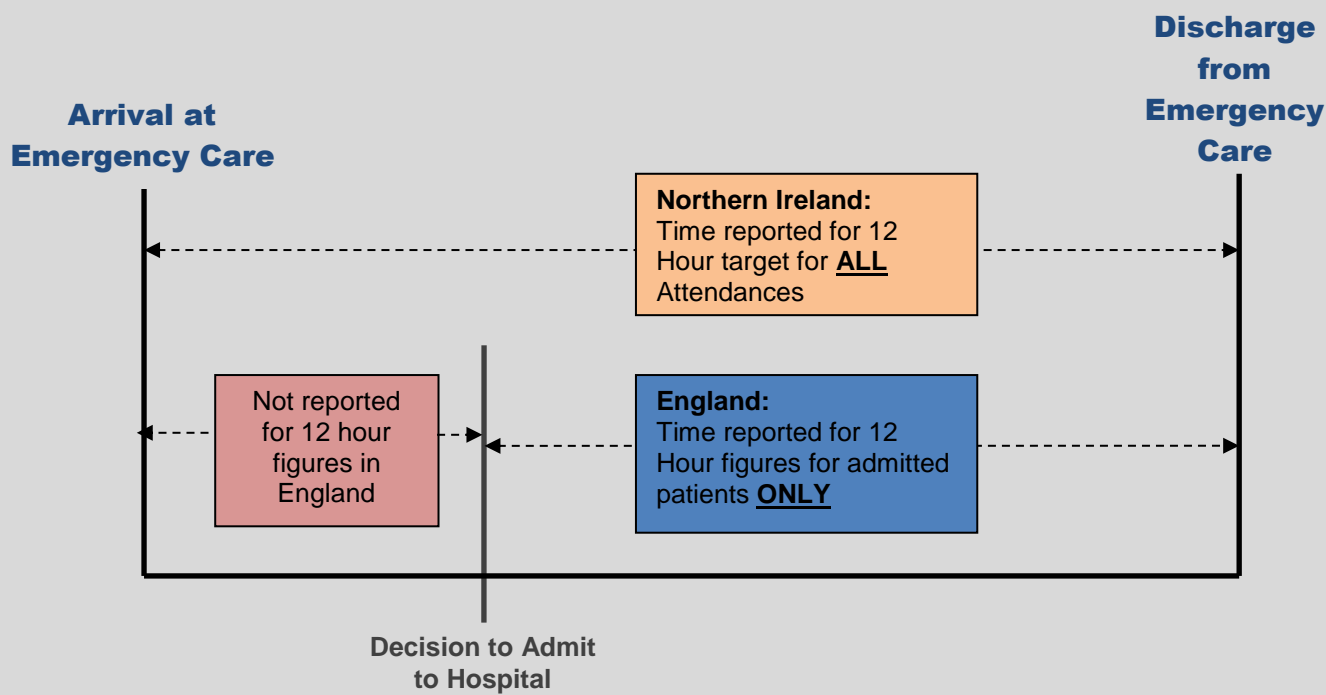 Arrival at
Emergency Care
Discharge
from
Emergency
Care
Northern Ireland:
Time reported for 12
Hour target for ALL
Attendances
Not reported
for 12 hour
figures in
England
England:
Time reported for 12
Hour figures for admitted
patients ONLY
Decision to Admit
to Hospital